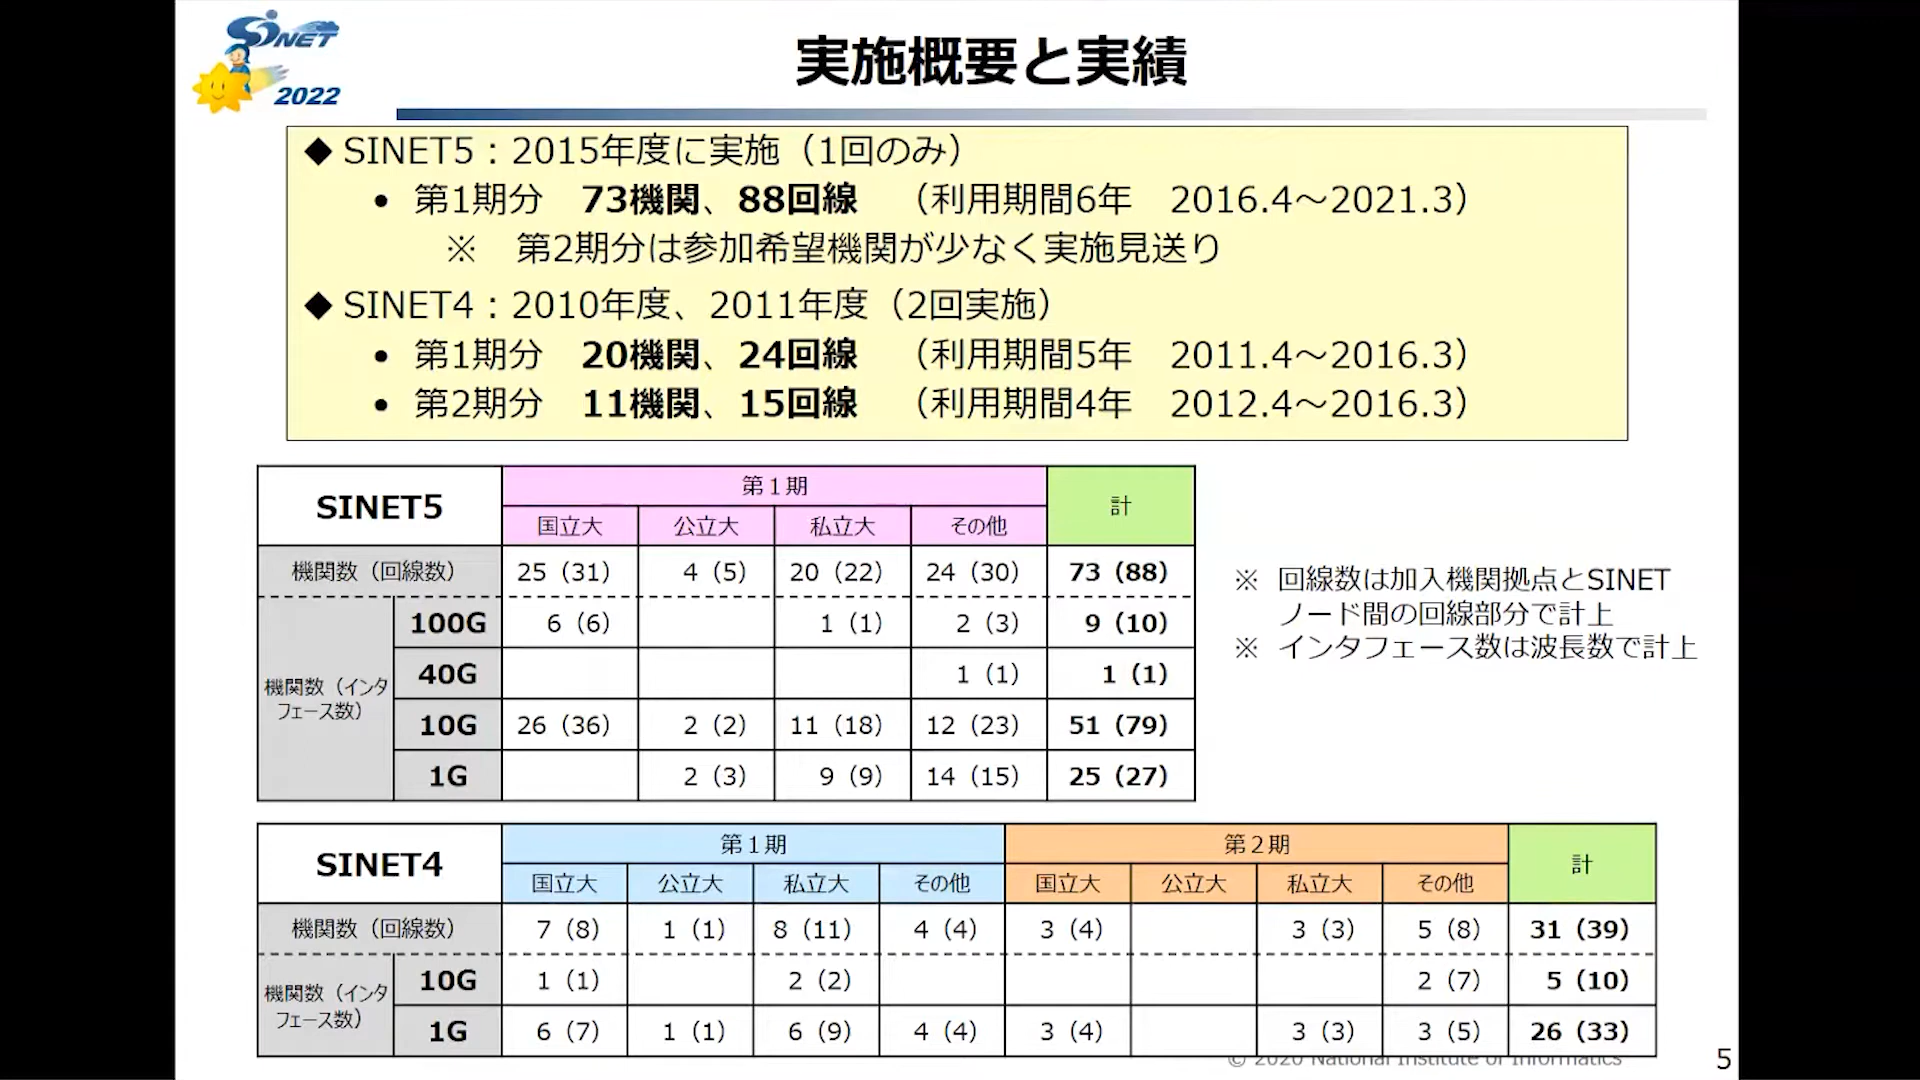 SINET
2022
実施概要と実績
◆ SINET5：2015年度に実施（1回のみ）
• 第1期分　73機関、88回線　（利用期間6年　2016.4～2021.3）
※　第2期分は参加希望機関が少なく実施見送り
◆ SINET4：2010年度、2011年度（2回実施）
• 第1期分　20機関、24回線　（利用期間5年　2011.4～2016.3）
• 第2期分　11機関、15回線　（利用期間4年　2012.4～2016.3）
SINET5 第１期 計
国立大 公立大 私立大 その他
機関数（回線数） 25（31） 4（5） 20（22） 24（30） 73（88）
機関数（インタフェース数）
100G 6（6） 1（1） 2（3） 9（10）
40G 1（1） 1（1）
10G 26（36） 2（2） 11（18） 12（23） 51（79）
1G 2（3） 9（9） 14（15） 25（27）
※　回線数は加入機関拠点とSINET
ノード間の回線部分で計上
※　インタフェース数は波長数で計上
SINET4 第１期 第２期 計
国立大 公立大 私立大 その他 国立大 公立大 私立大 その他
機関数（回線数） 7（8） 1（1） 8（11） 4（4） 3（4） 3（3） 5（8） 31（39）
機関数（インタフェース数）
10G 1（1） 2（2） 2（7） 5（10）
1G 6（7） 1（1） 6（9） 4（4） 3（4） 3（3） 3（5） 26（33）
© 2020 National Institute of Informatics
5